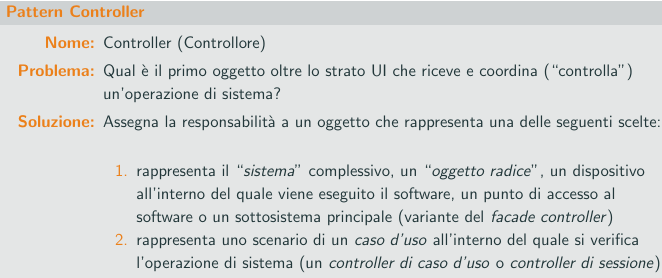 Pattern Controller
Nome: Controller (Controllore)
Problema: Qual è il primo oggetto oltre lo strato UI che riceve e coordina (“controlla”)
un'operazione di sistema?
Soluzione: Assegna la responsabilità a un oggetto che rappresenta una delle seguenti scelte:
1. rappresenta il “sistema” complessivo, un “oggetto radice”, un dispositivo
all'interno del quale viene eseguito il software, un punto di accesso al
software o un sottosistema principale (variante del facade controller)
2. rappresenta uno scenario di un caso d'uso all'interno del quale si verifica
l'operazione di sistema (un controller di caso d'uso o controller di sessione)